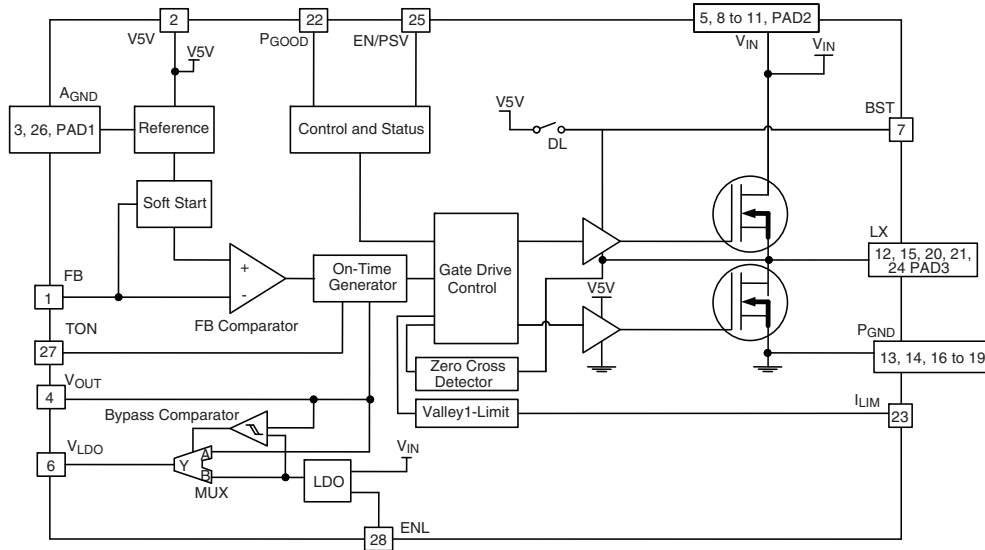 2
22
25
5, 8 to 11, PAD2
V5V
PGOOD
EN/PSV
VIN
VIN
V5V
AGND
3, 26, PAD1
Reference
Control and Status
V5V
DL
BST
7
Soft Start
LX
12, 15, 20, 21,
24 PAD3
FB
1
+
-
FB Comparator
On-Time
Generator
Gate Drive
Control
V5V
TON
27
PGND
13, 14, 16 to 19
Zero Cross
Detector
VOUT
4
Bypass Comparator
Valley1-Limit
ILIM
23
VLDO
6
Y
A
B
MUX
LDO
VIN
28
ENL